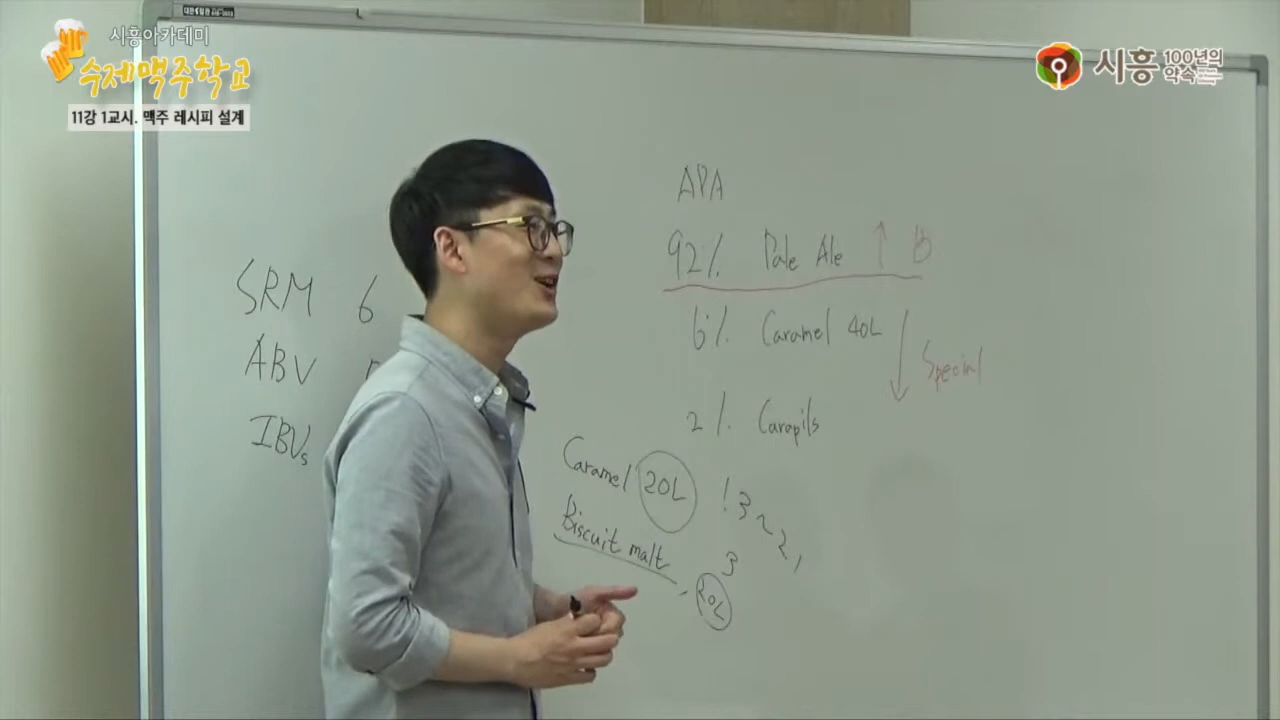 시흥아카데미
수제맥주학교
11강 1교시. 맥주 레시피 설계
시흥 100년의 약속
APA
92% Pale Ale ↑
6% Caramel 40L
↓ Special
2% Carapils
SRM 6
ABV
IBUs
Caramel 20L
Biscuit malt
3
20L